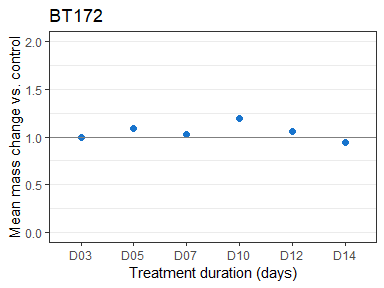 BT172
Mean mass change vs. control
2.0
1.5
1.0
0.5
0.0
D03 D05 D07 D10 D12 D14
Treatment duration (days)